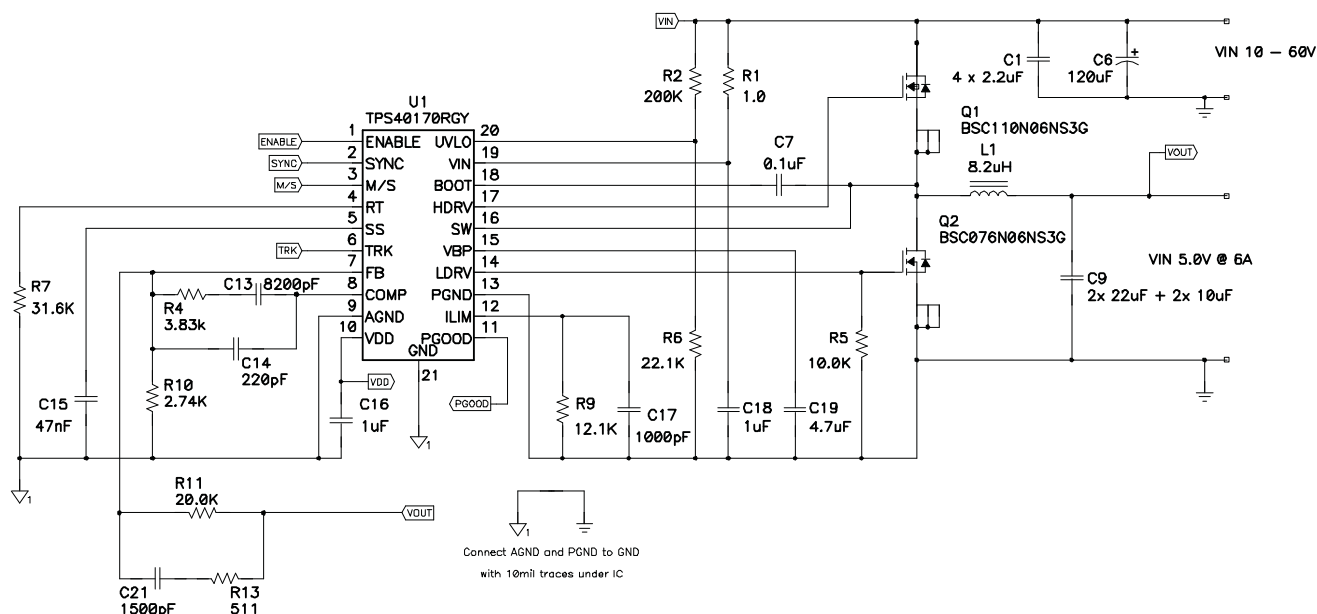 VIN
VIN 10 – 60V
R2
200K
R1
1.0
C1
4 x 2.2uF
C6
120uF
+
U1
TPS40170RGY
Q1
BSC110N06NS3G
L1
8.2uH
VOUT
C7
0.1uF
ENABLE
SYNC
M/S
TRK
1
2
3
4
5
6
7
8
9
10
ENABLE
SYNC
M/S
RT
SS
TRK
FB
COMP
AGND
VDD
UVLO
VIN
BOOT
HDRV
SW
VBP
LDRV
PGND
ILIM
PGOOD
GND
20
19
18
17
16
15
14
13
12
11
21
Q2
BSC076N06NS3G
VIN 5.0V @ 6A
C9
2x 22uF + 2x 10uF
R7
31.6K
C13 8200pF
R4
3.83k
C14
220pF
R10
2.74K
C15
47nF
VDD
C16
1uF
PGOOD
R6
22.1K
R5
10.0K
R9
12.1K
C17
1000pF
C18
1uF
C19
4.7uF
1
1
R11
20.0K
VOUT
C21
1500pF
R13
511
1
Connect AGND and PGND to GND
with 10mil traces under IC